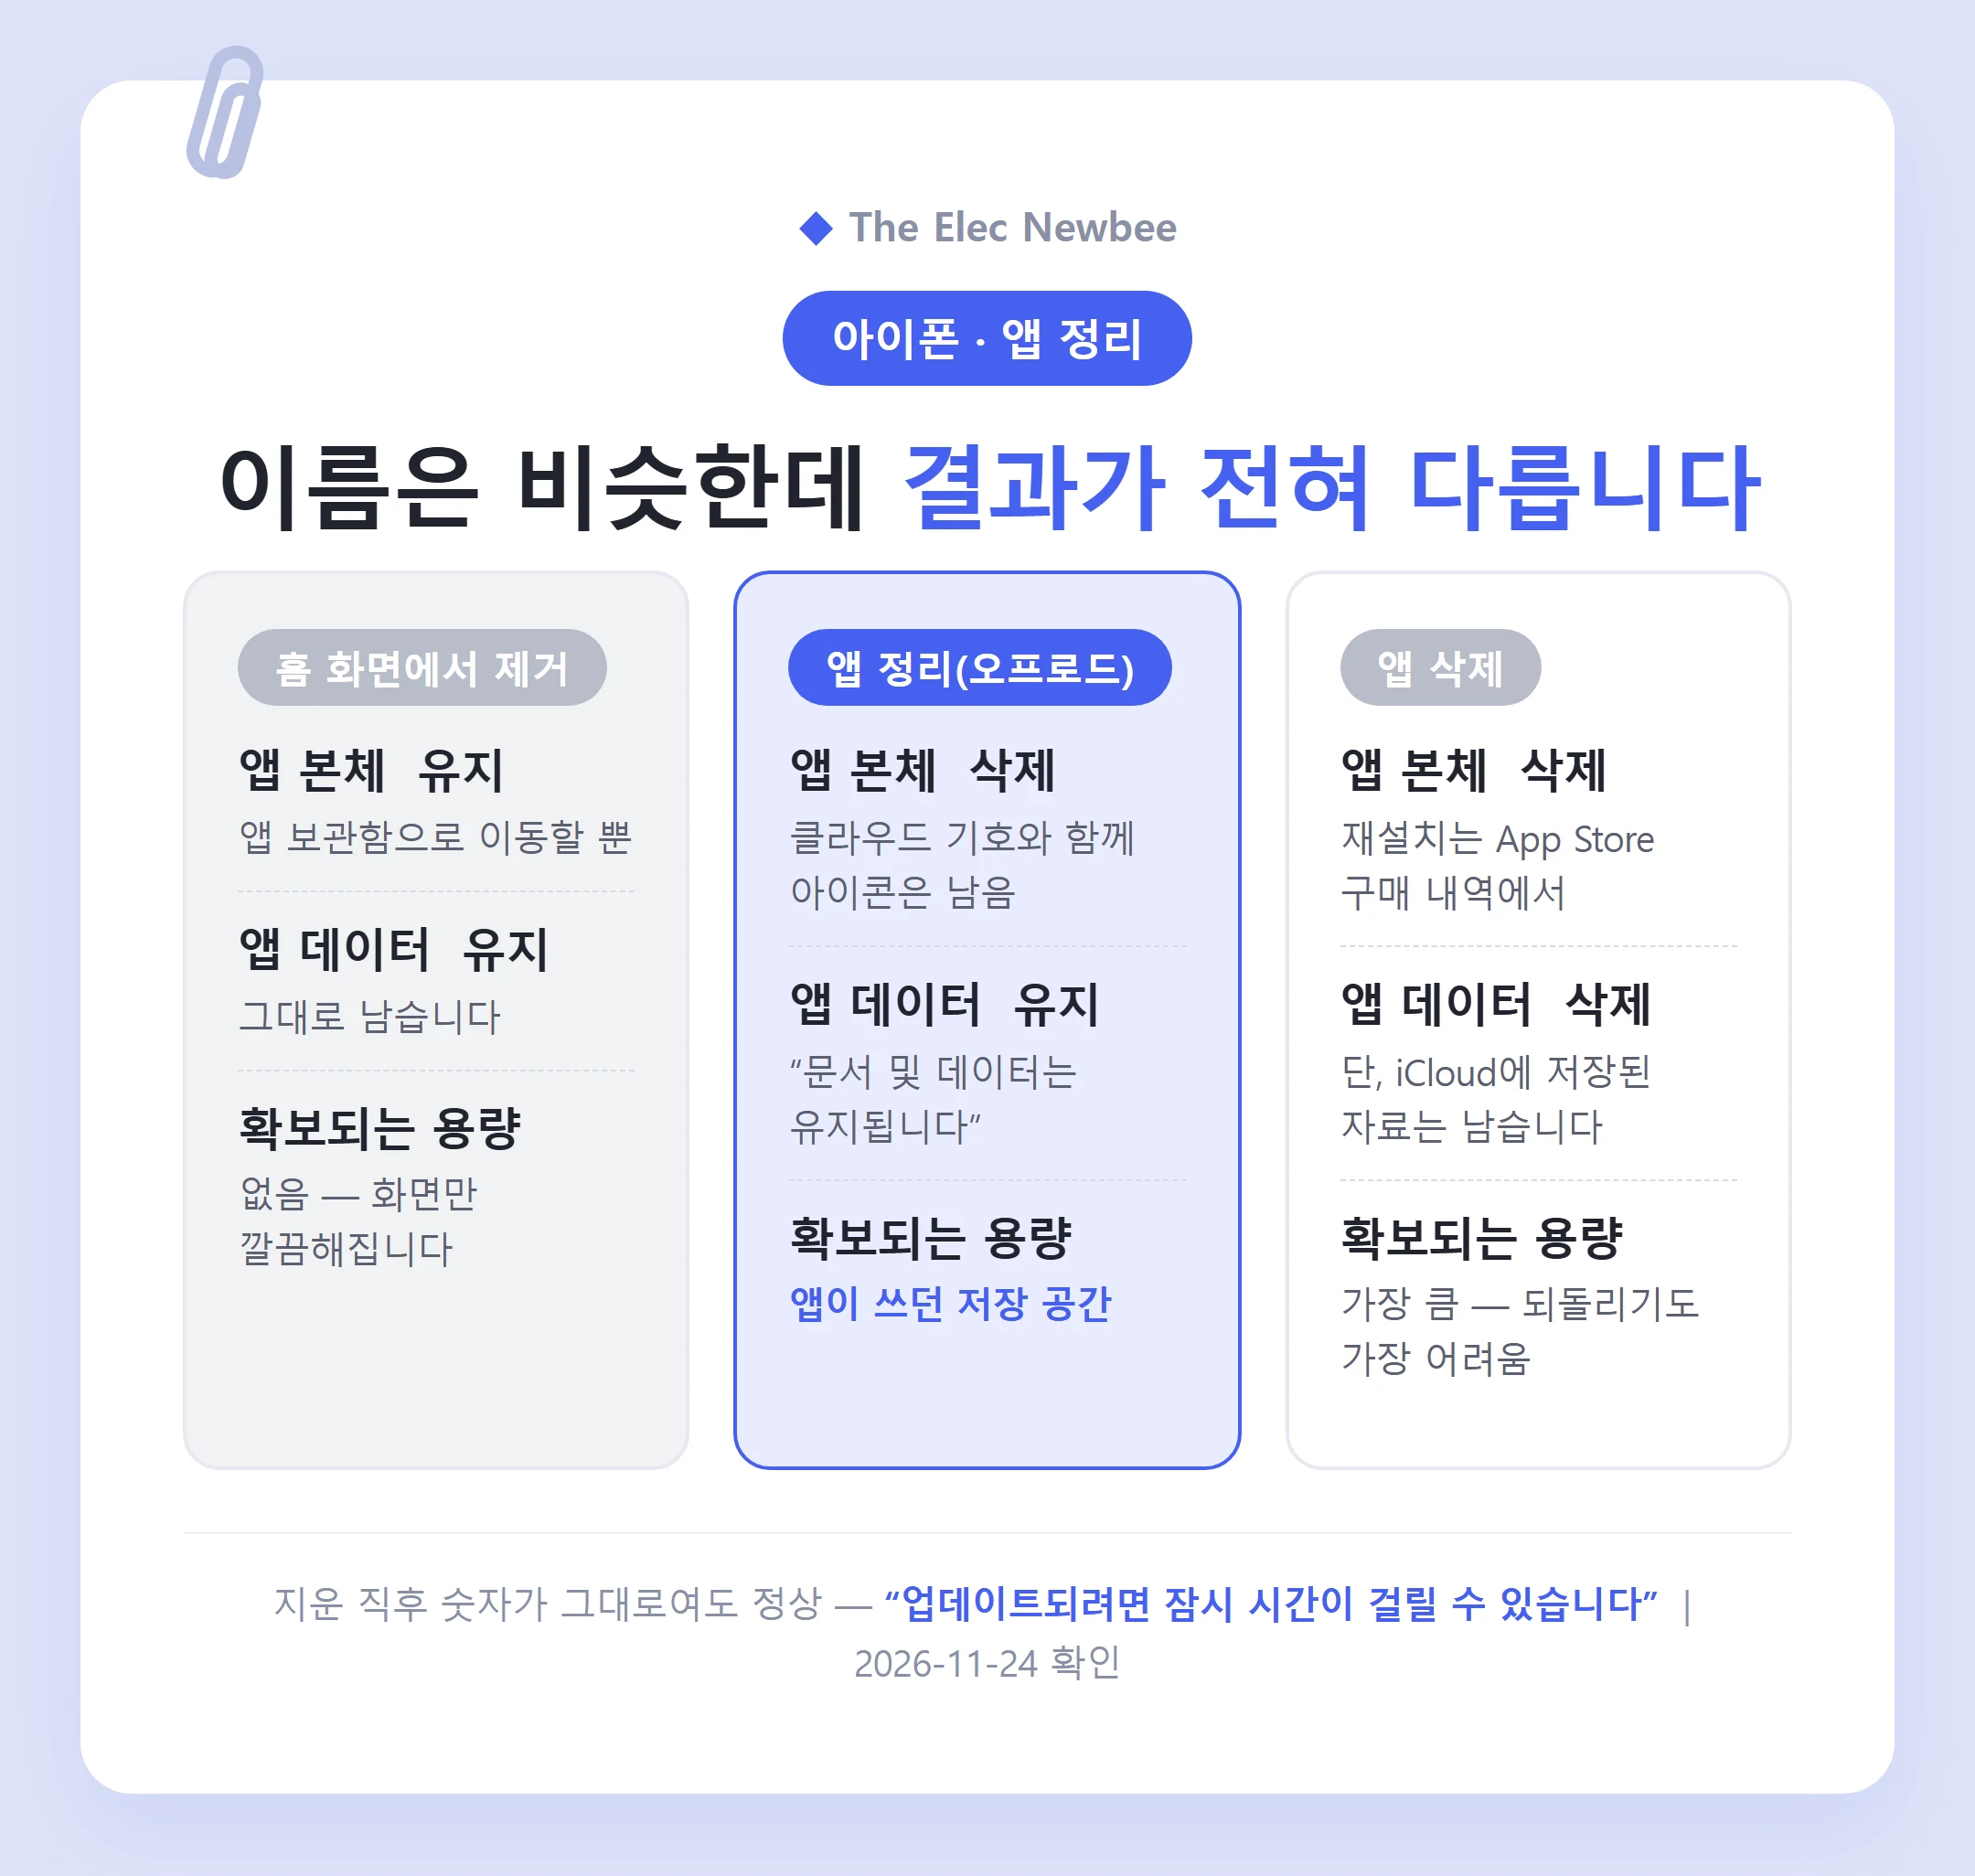 The Elec Newbee
아이폰 · 앱 정리
이름은 비슷한데 결과가 전혀 다릅니다
홈 화면에서 제거
앱 본체 유지
앱 보관함으로 이동할 뿐
앱 데이터 유지
그대로 남습니다
확보되는 용량
없음 — 화면만
깔끔해집니다
앱 정리(오프로드)
앱 본체 삭제
클라우드 기호와 함께
아이콘은 남음
앱 데이터 유지
“문서 및 데이터는
유지됩니다”
확보되는 용량
앱이 쓰던 저장 공간
앱 삭제
앱 본체 삭제
재설치는 App Store
구매 내역에서
앱 데이터 삭제
단, iCloud에 저장된
자료는 남습니다
확보되는 용량
가장 큼 — 되돌리기도
가장 어려움
지운 직후 숫자가 그대로여도 정상 — “업데이트되려면 잠시 시간이 걸릴 수 있습니다” |
2026-11-24 확인